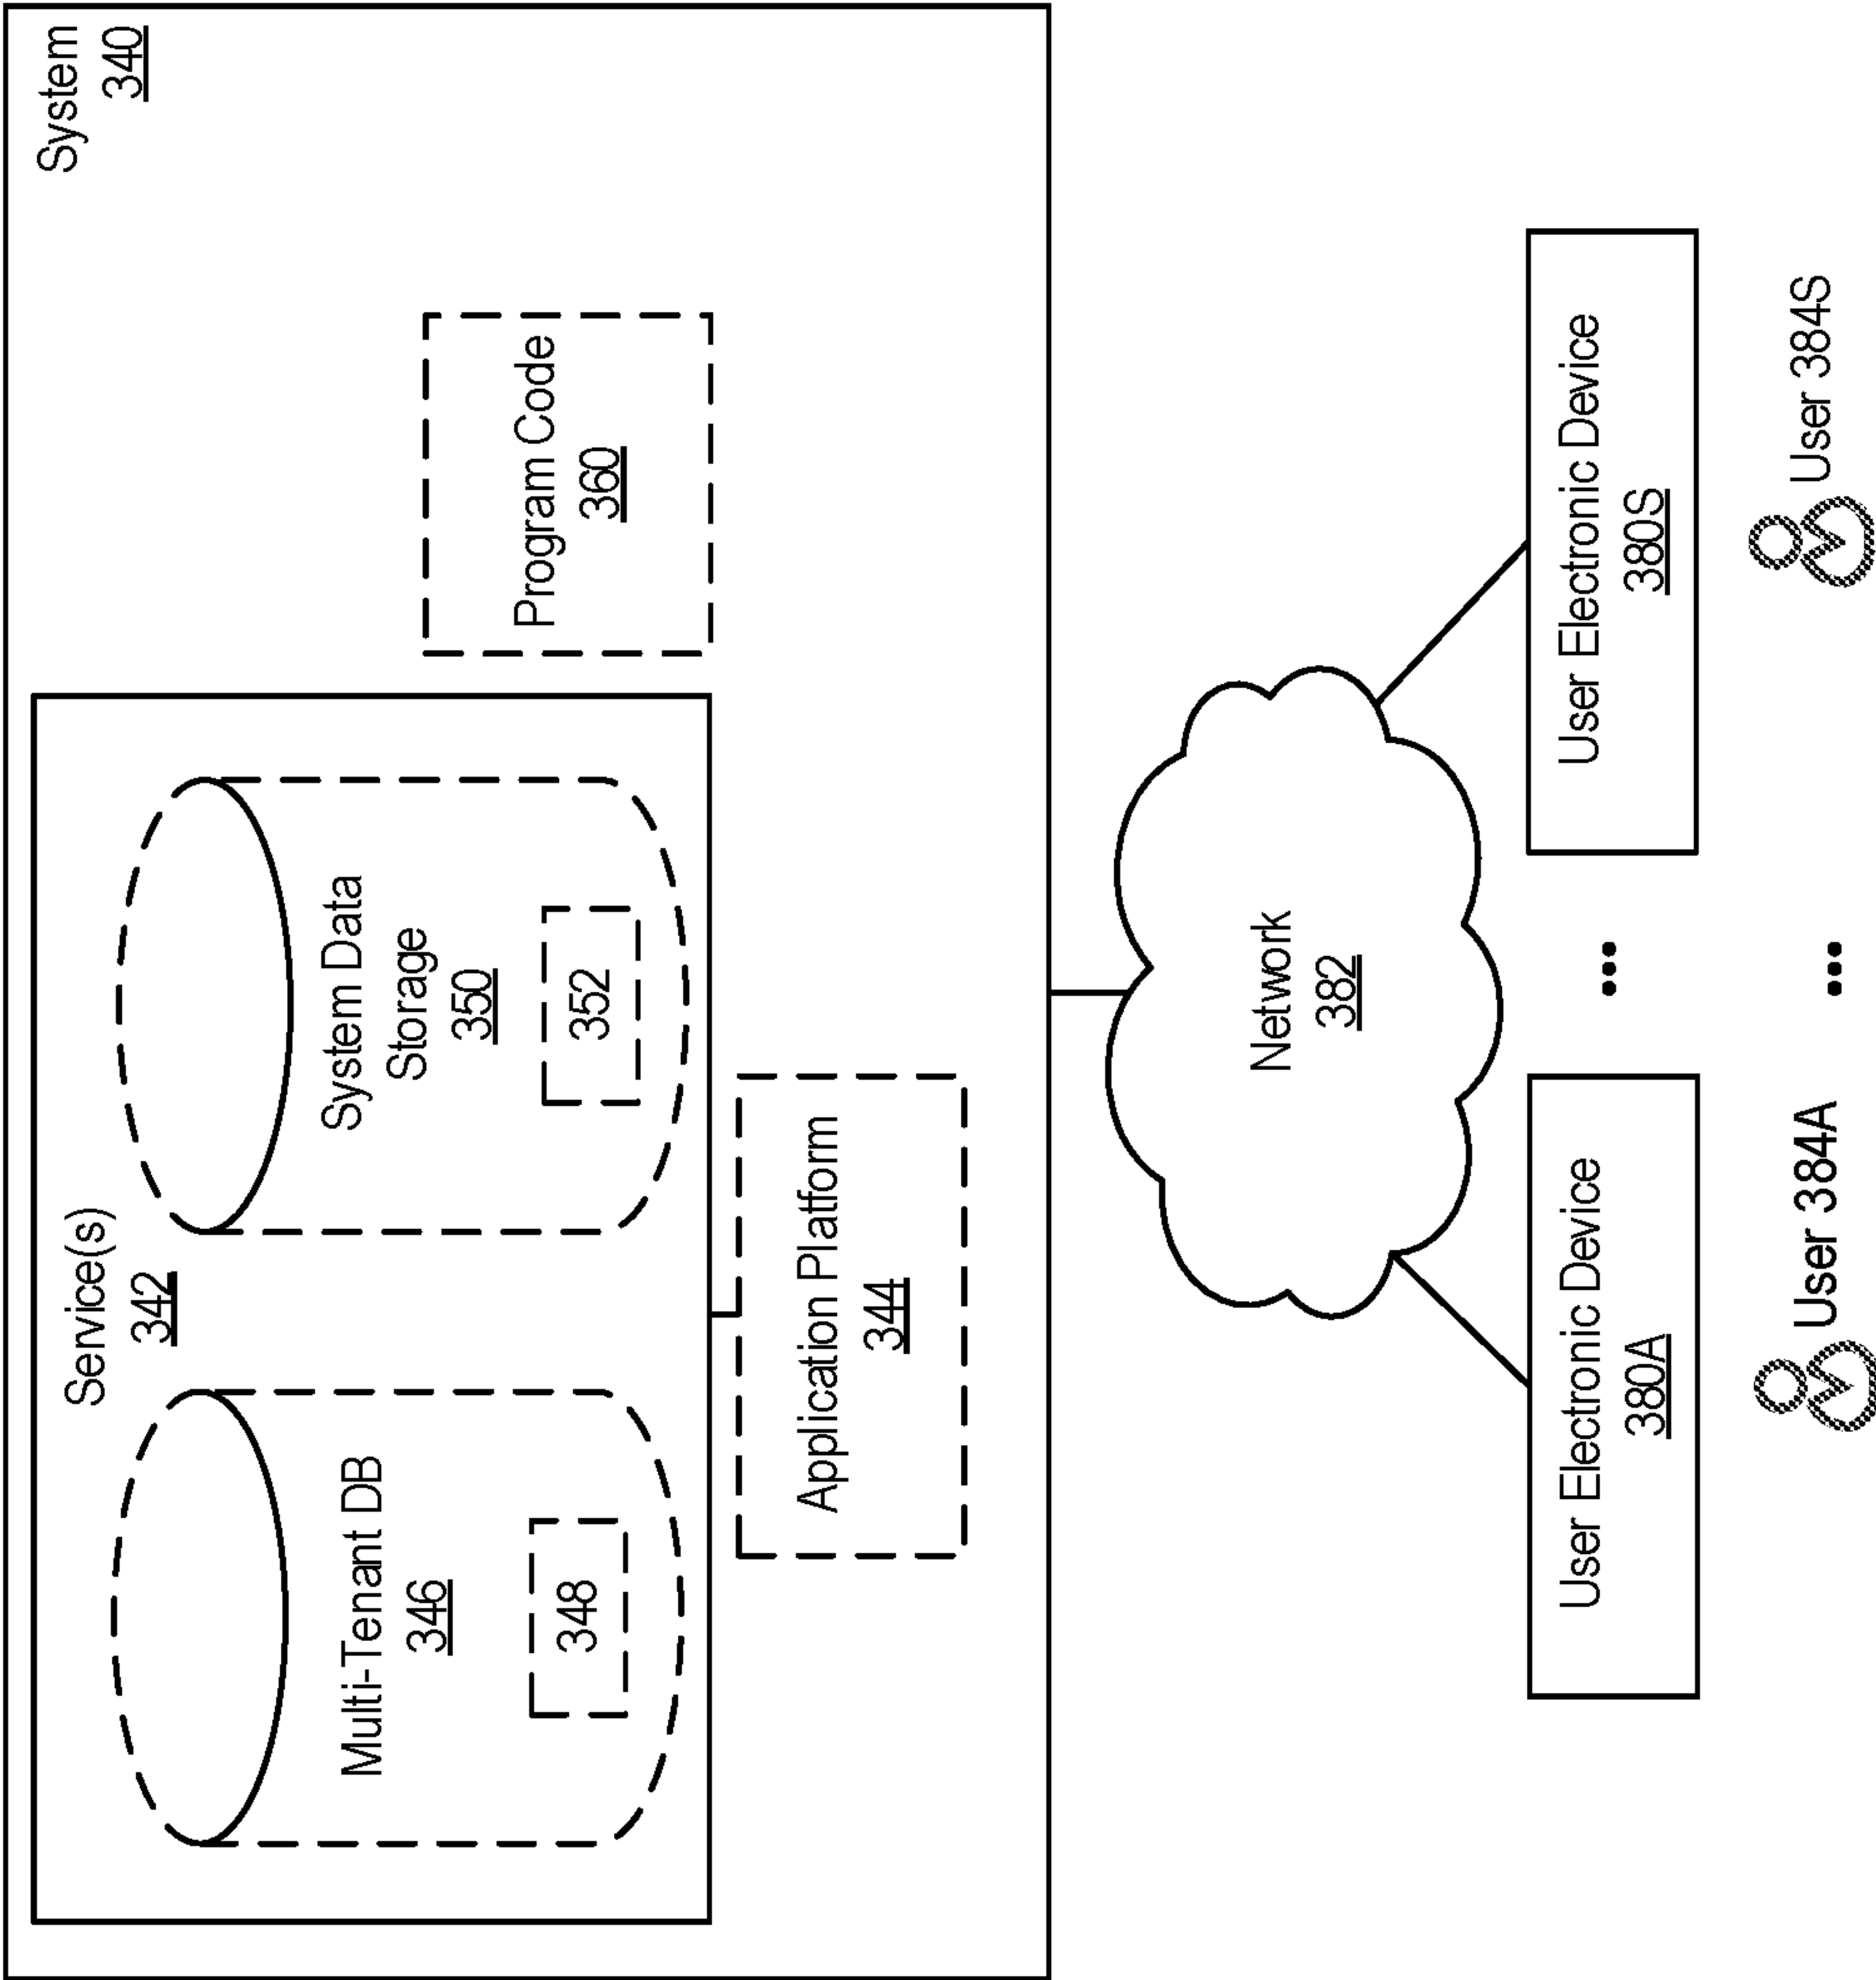 System
340
Service(s)
342
Multi-Tenant DB
346
348
System Data
Storage
350
352
Program Code
360
Application Platform
344
Network
382
User Electronic Device
380A
...
User Electronic Device
380S
User 384A
...
User 384S